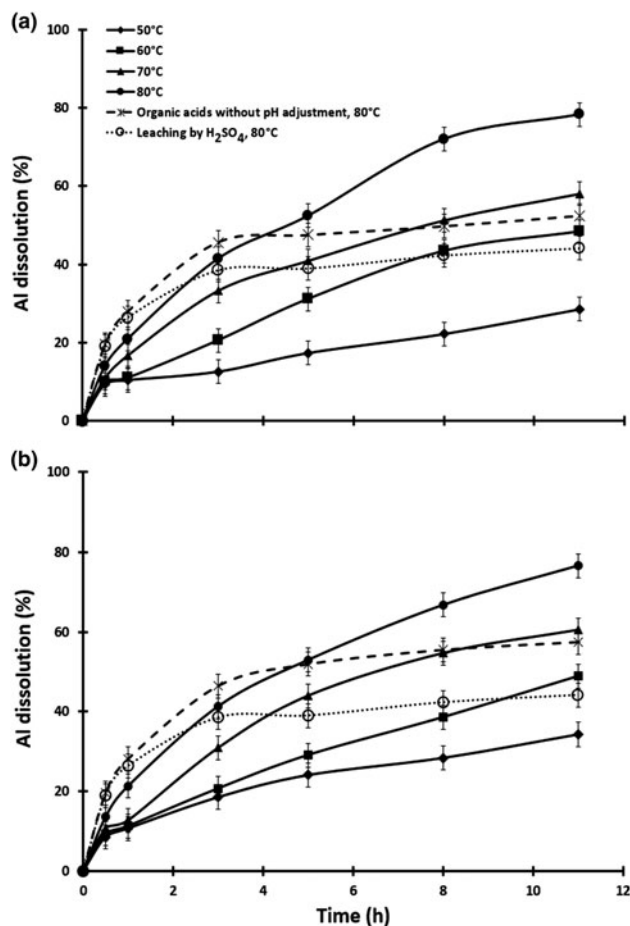 (a)
100
80
60
40
20
0
Al dissolution (%)
50°C
60°C
70°C
80°C
Organic acids without pH adjustment, 80°C
Leaching by H₂SO₄, 80°C
(b)
100
80
60
40
20
0
Al dissolution (%)
0 2 4 6 8 10 12
Time (h)